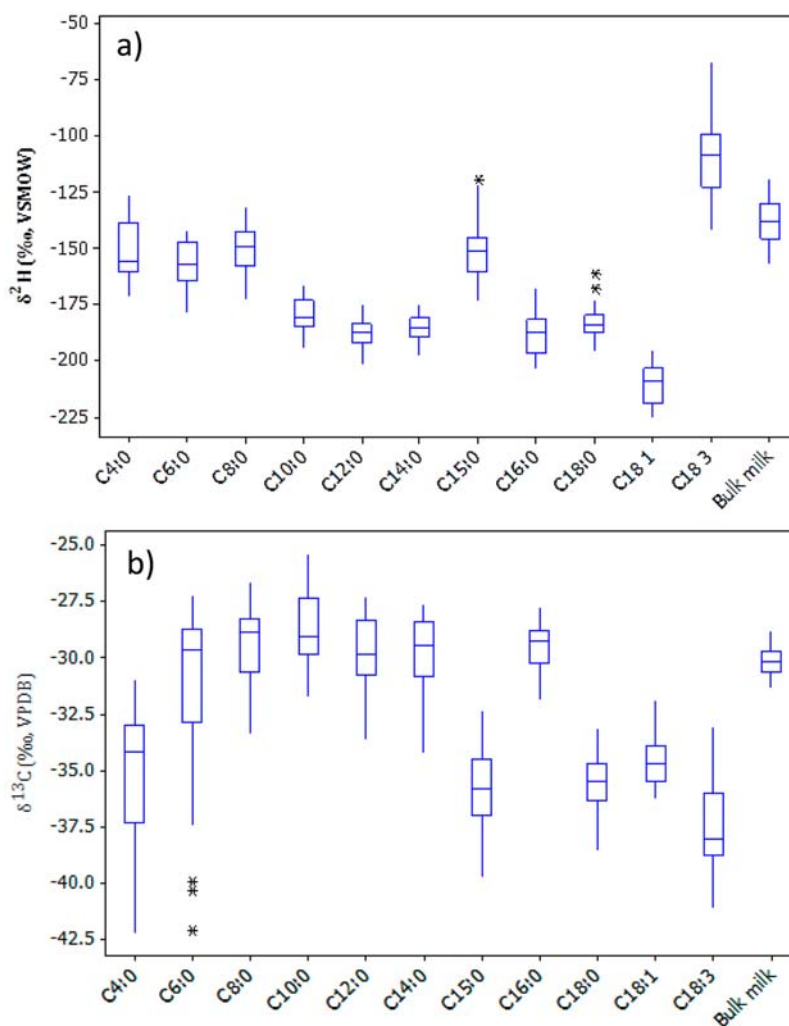 a)
-50
-75
-100
-125
-150
-175
-200
-225
δ²H (‰, VSMOW)
C4:0 C6:0 C8:0 C10:0 C12:0 C14:0 C15:0 C16:0 C18:0 C18 1 C18 3 Bulk milk
b)
-25.0
-27.5
-30.0
-32.5
-35.0
-37.5
-40.0
-42.5
δ¹³C (‰, VPDB)
C4:0 C6:0 C8:0 C10:0 C12:0 C14:0 C15:0 C16:0 C18:0 C18:1 C18:3 Bulk milk